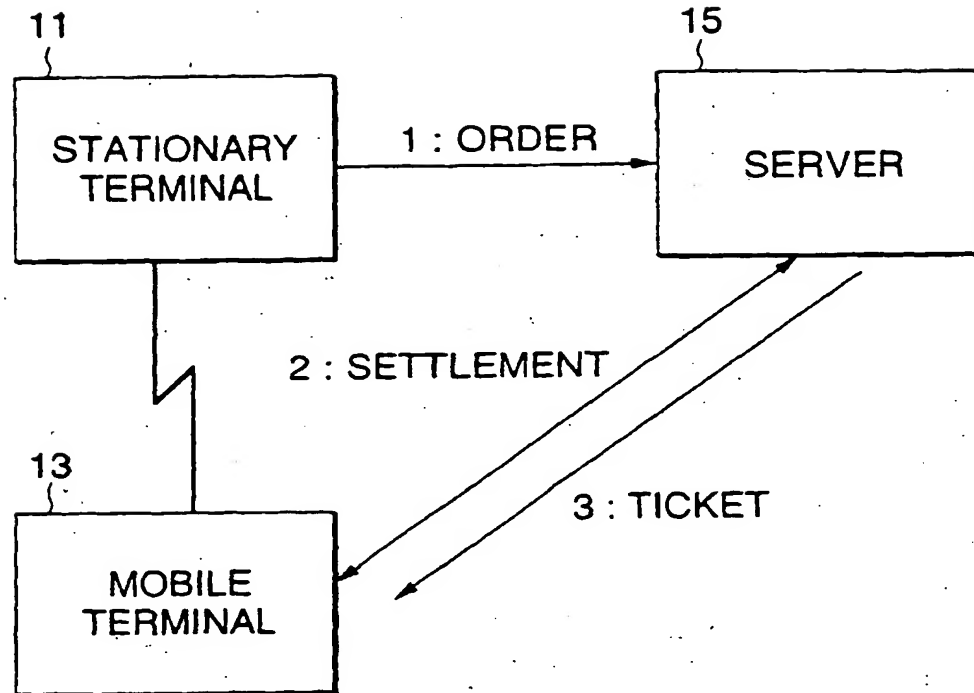 11
15
STATIONARY
TERMINAL
1 : ORDER
SERVER
2 : SETTLEMENT
13
3 : TICKET
MOBILE
TERMINAL